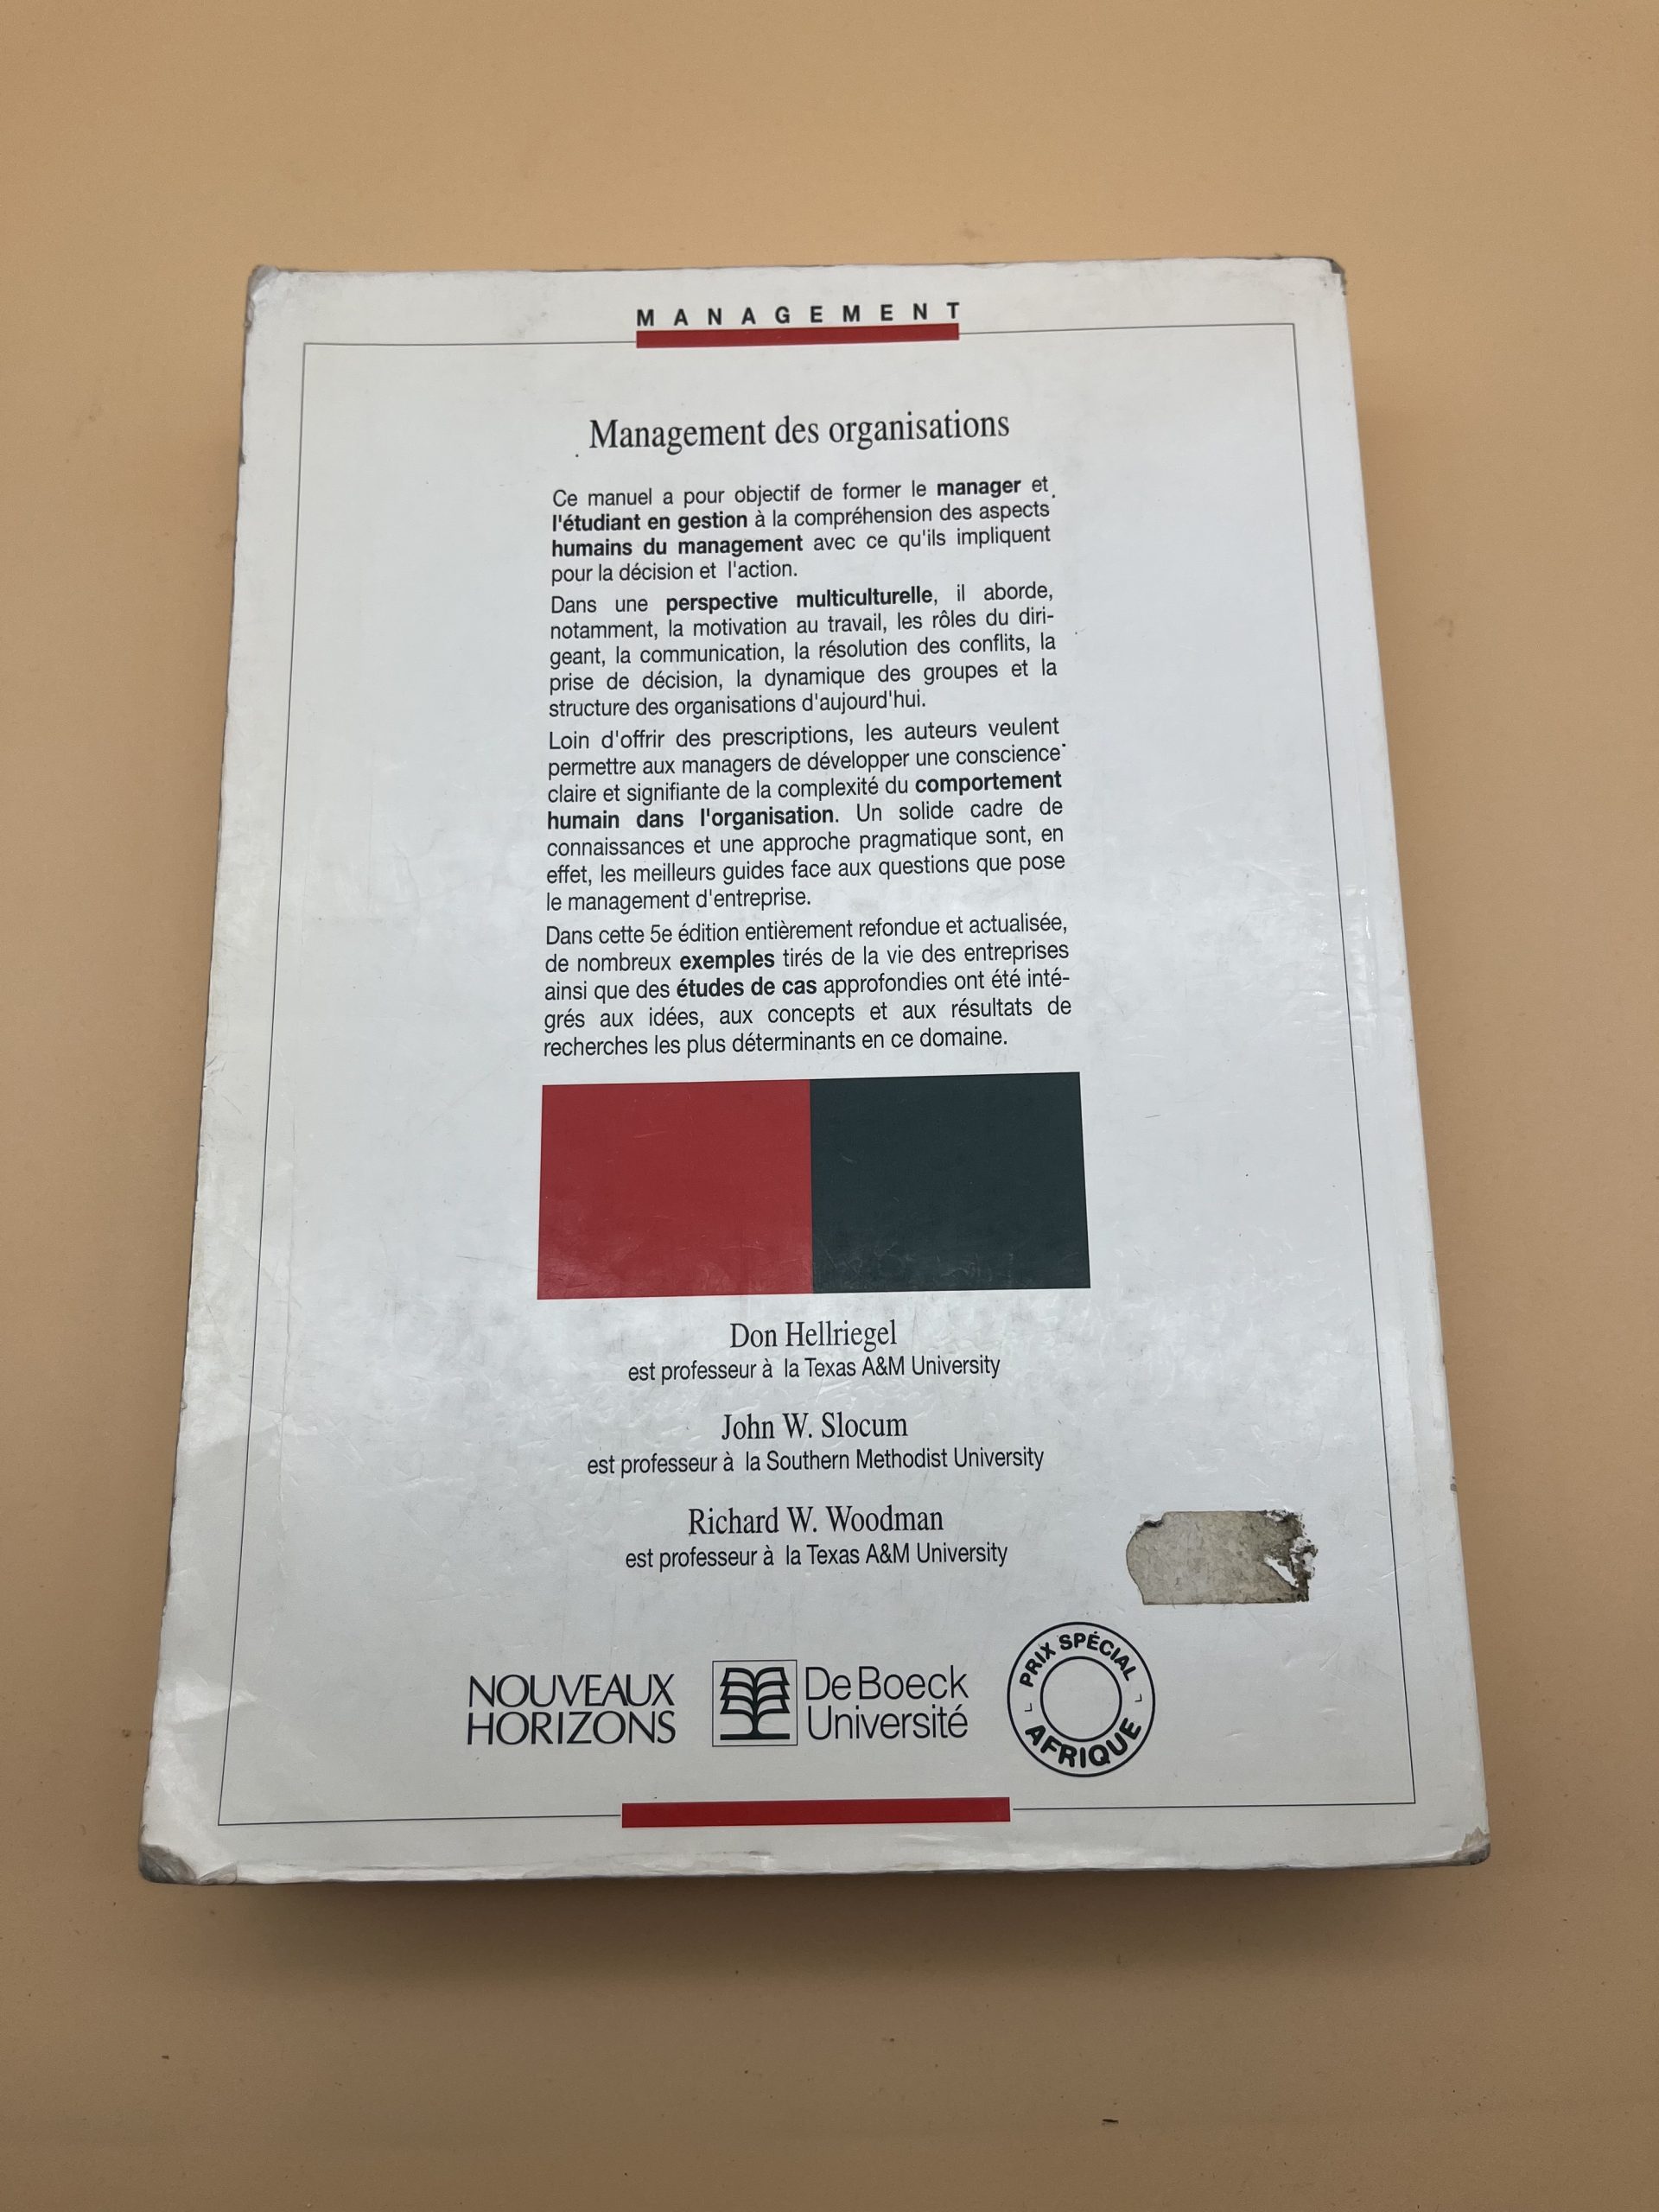 MANAGEMENT
Management des organisations
Ce manuel a pour objectif de former le manager et
l'étudiant en gestion à la compréhension des aspects
humains du management avec ce qu'ils impliquent
pour la décision et l'action.
Dans une perspective multiculturelle, il aborde,
notamment, la motivation au travail, les rôles du diri-
geant, la communication, la résolution des conflits, la
prise de décision, la dynamique des groupes et la
structure des organisations d'aujourd'hui.
Loin d'offrir des prescriptions, les auteurs veulent
permettre aux managers de développer une conscience
claire et signifiante de la complexité du comportement
humain dans l'organisation. Un solide cadre de
connaissances et une approche pragmatique sont, en
effet, les meilleurs guides face aux questions que pose
le management d'entreprise.
Dans cette 5e édition entièrement refondue et actualisée,
de nombreux exemples tirés de la vie des entreprises
ainsi que des études de cas approfondies ont été inté-
grés aux idées, aux concepts et aux résultats de
recherches les plus déterminants en ce domaine.
Don Hellriegel
est professeur à la Texas A&M University
John W. Slocum
est professeur à la Southern Methodist University
Richard W. Woodman
est professeur à la Texas A&M University
NOUVEAUX
HORIZONS
De Boeck
Université
PRIX SPÉCIAL
AFRIQUE